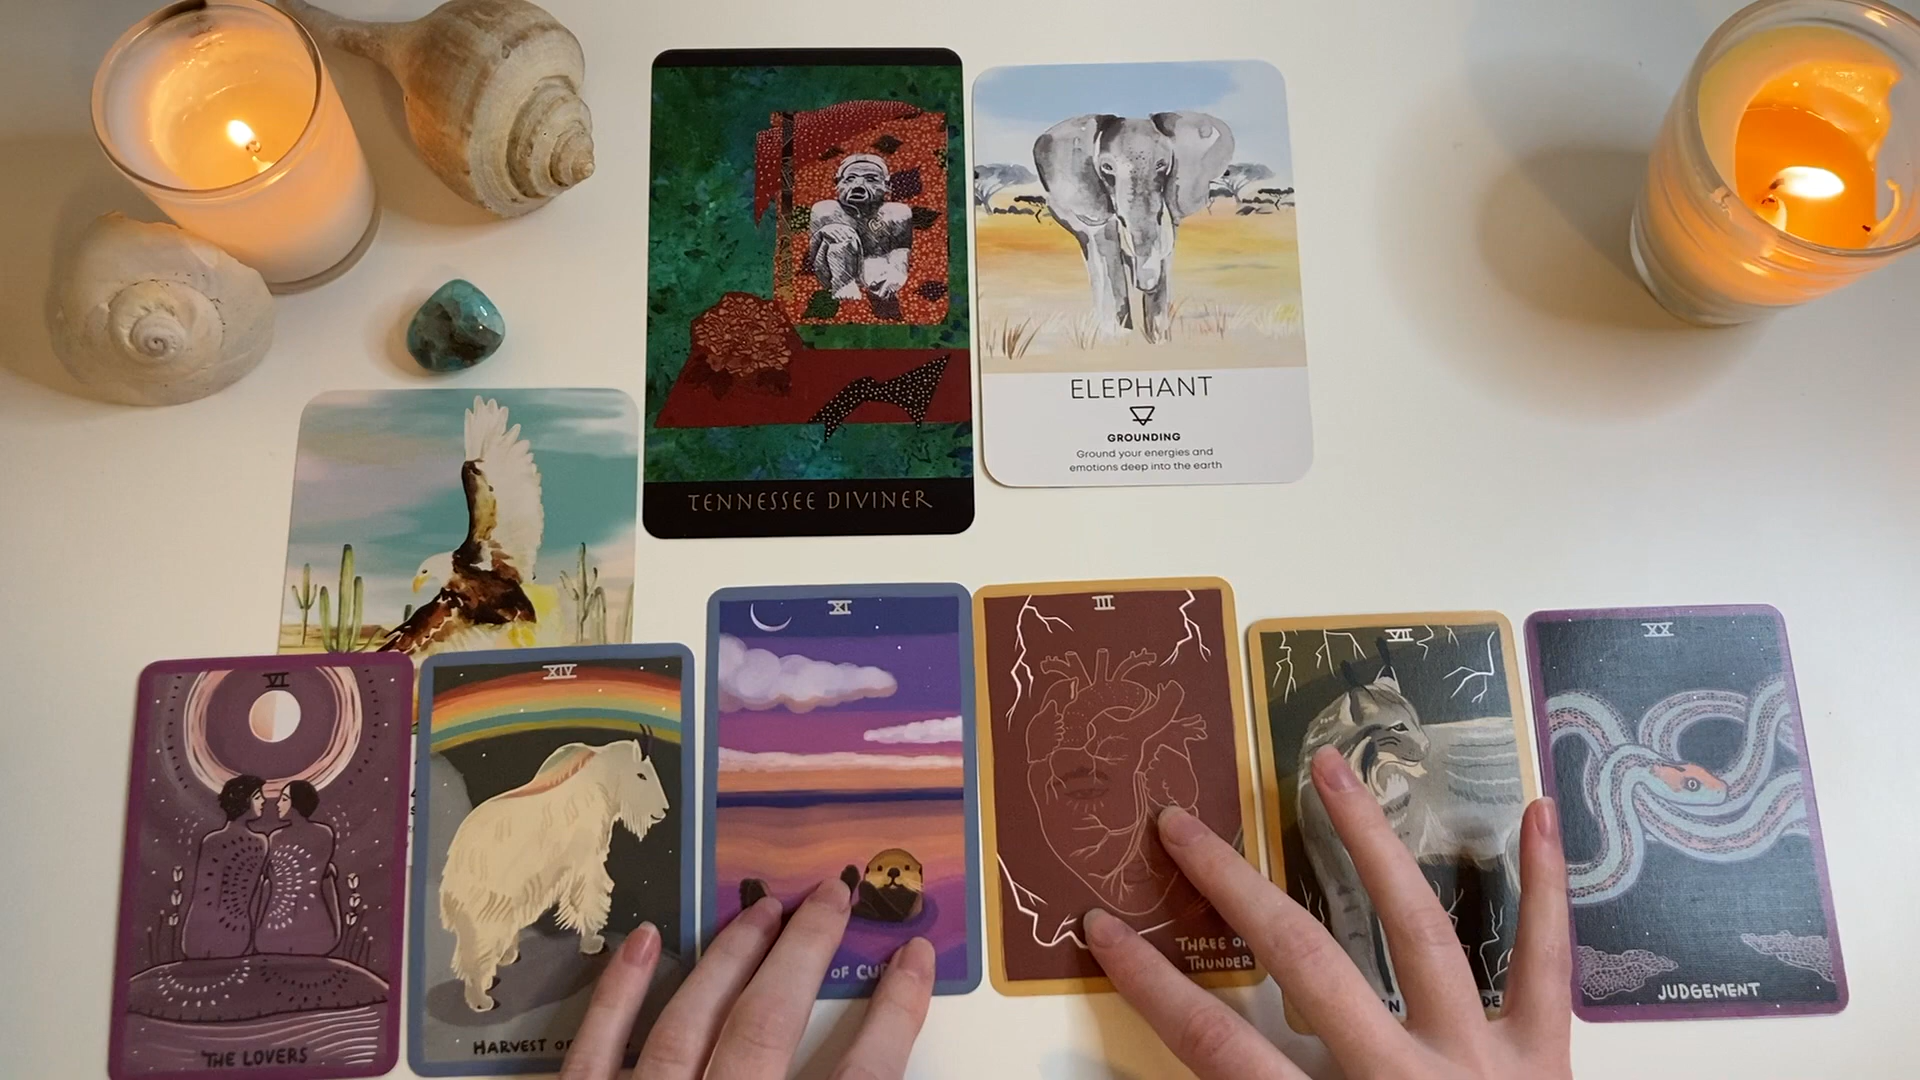 TENNESSEE DIVINER
ELEPHANT
GROUNDING
Ground your energies and
emotions deep into the earth
VI
THE LOVERS
XIV
HARVEST
XI
OF
III
THREE
THUNDER
VII
XX
JUDGEMENT